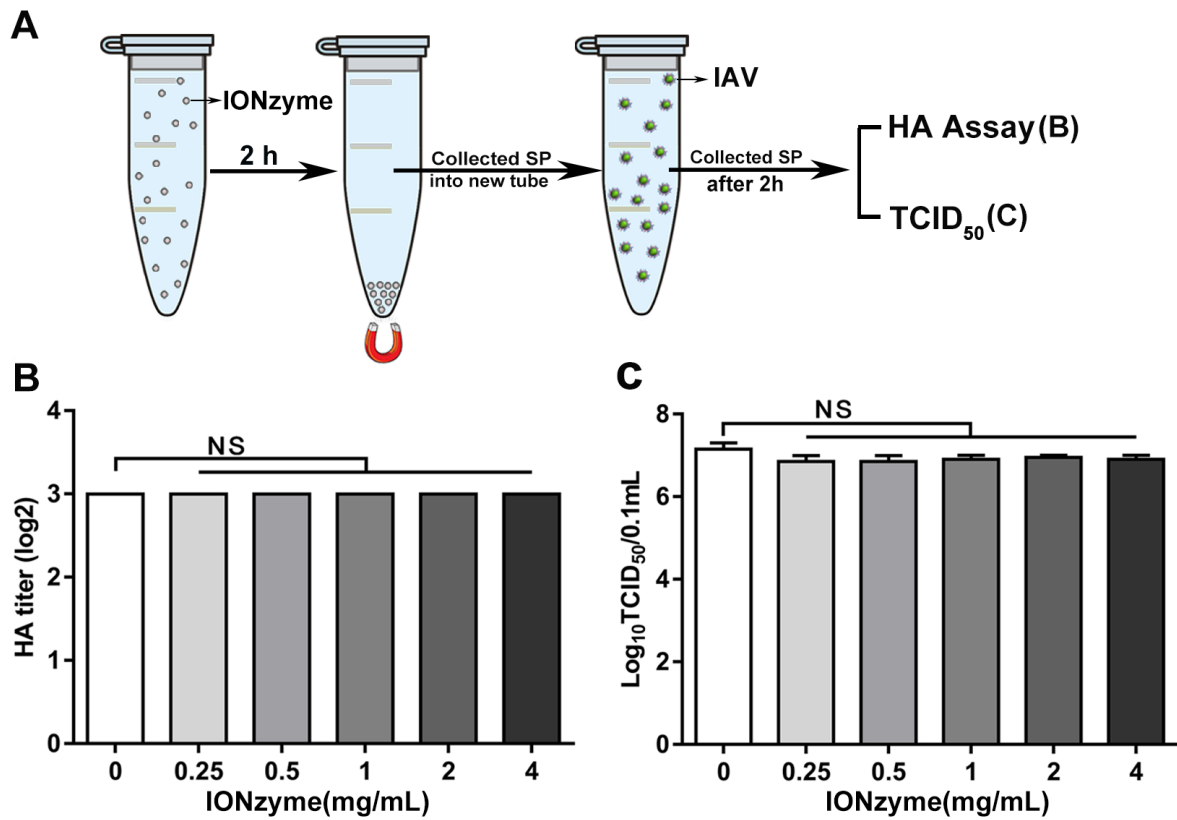 A
IONzyme
2 h
Collected SP
into new tube
IAV
Collected SP
after 2h
HA Assay(B)
TCID50(C)
B
HA titer (log2)
4
3
2
1
0
NS
0 0.25 0.5 1 2 4
IONzyme(mg/mL)
C
Log10TCID50/0.1mL
8
6
4
2
0
NS
0 0.25 0.5 1 2 4
IONzyme(mg/mL)